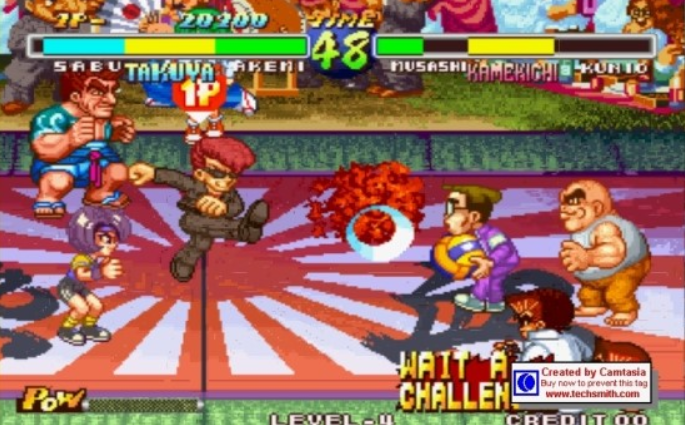 1P- 20200 TIME
48
SABU TAKUYA AKEMI MUSASHI KAMEKICHI KUNIO
1P
WAIT A
CHALLEN
Created by Camtasia
Buy now to prevent this tag
www.techsmith.com
POW
LEVEL-4 CREDIT 00